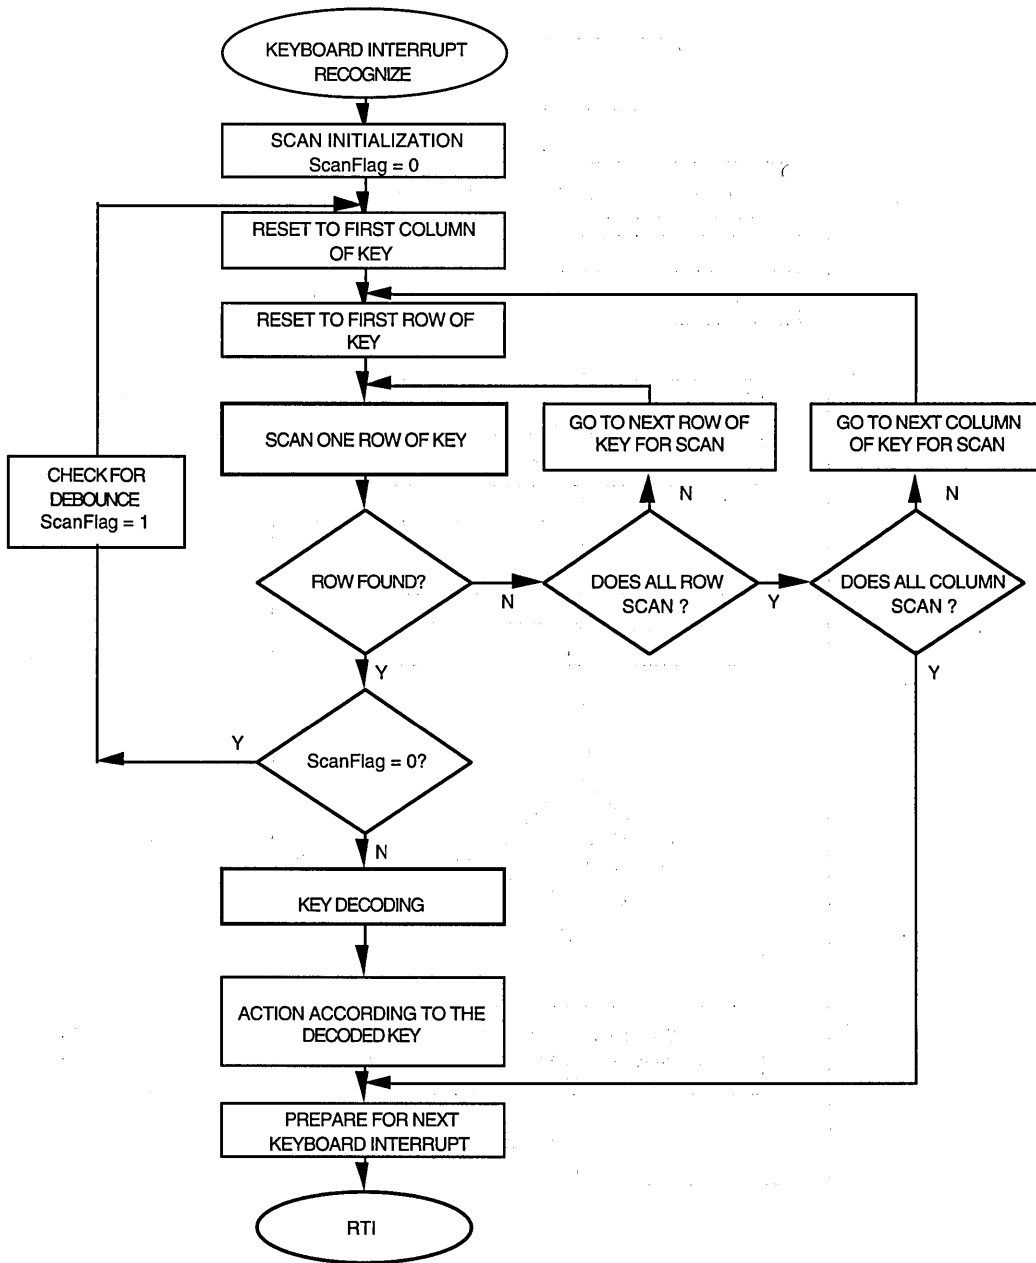 KEYBOARD INTERRUPT
RECOGNIZE
SCAN INITIALIZATION
ScanFlag = 0
RESET TO FIRST COLUMN
OF KEY
RESET TO FIRST ROW OF
KEY
SCAN ONE ROW OF KEY
GO TO NEXT ROW OF
KEY FOR SCAN
GO TO NEXT COLUMN
OF KEY FOR SCAN
CHECK FOR
DEBOUNCE
ScanFlag = 1
N
N
ROW FOUND?
N
DOES ALL ROW
SCAN ?
Y
DOES ALL COLUMN
SCAN ?
Y
Y
Y
ScanFlag = 0?
N
KEY DECODING
ACTION ACCORDING TO THE
DECODED KEY
PREPARE FOR NEXT
KEYBOARD INTERRUPT
RTI